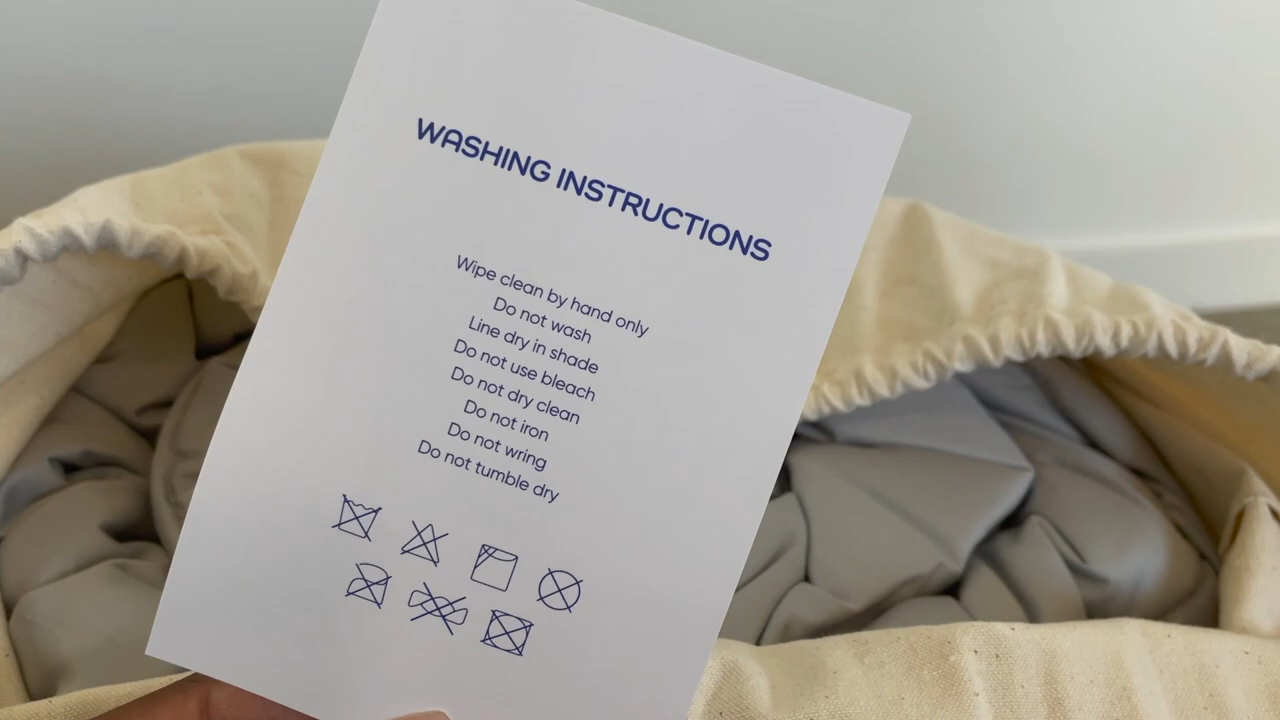 WASHING INSTRUCTIONS
Wipe clean by hand only
Do not wash
Line dry in shade
Do not use bleach
Do not dry clean
Do not iron
Do not wring
Do not tumble dry